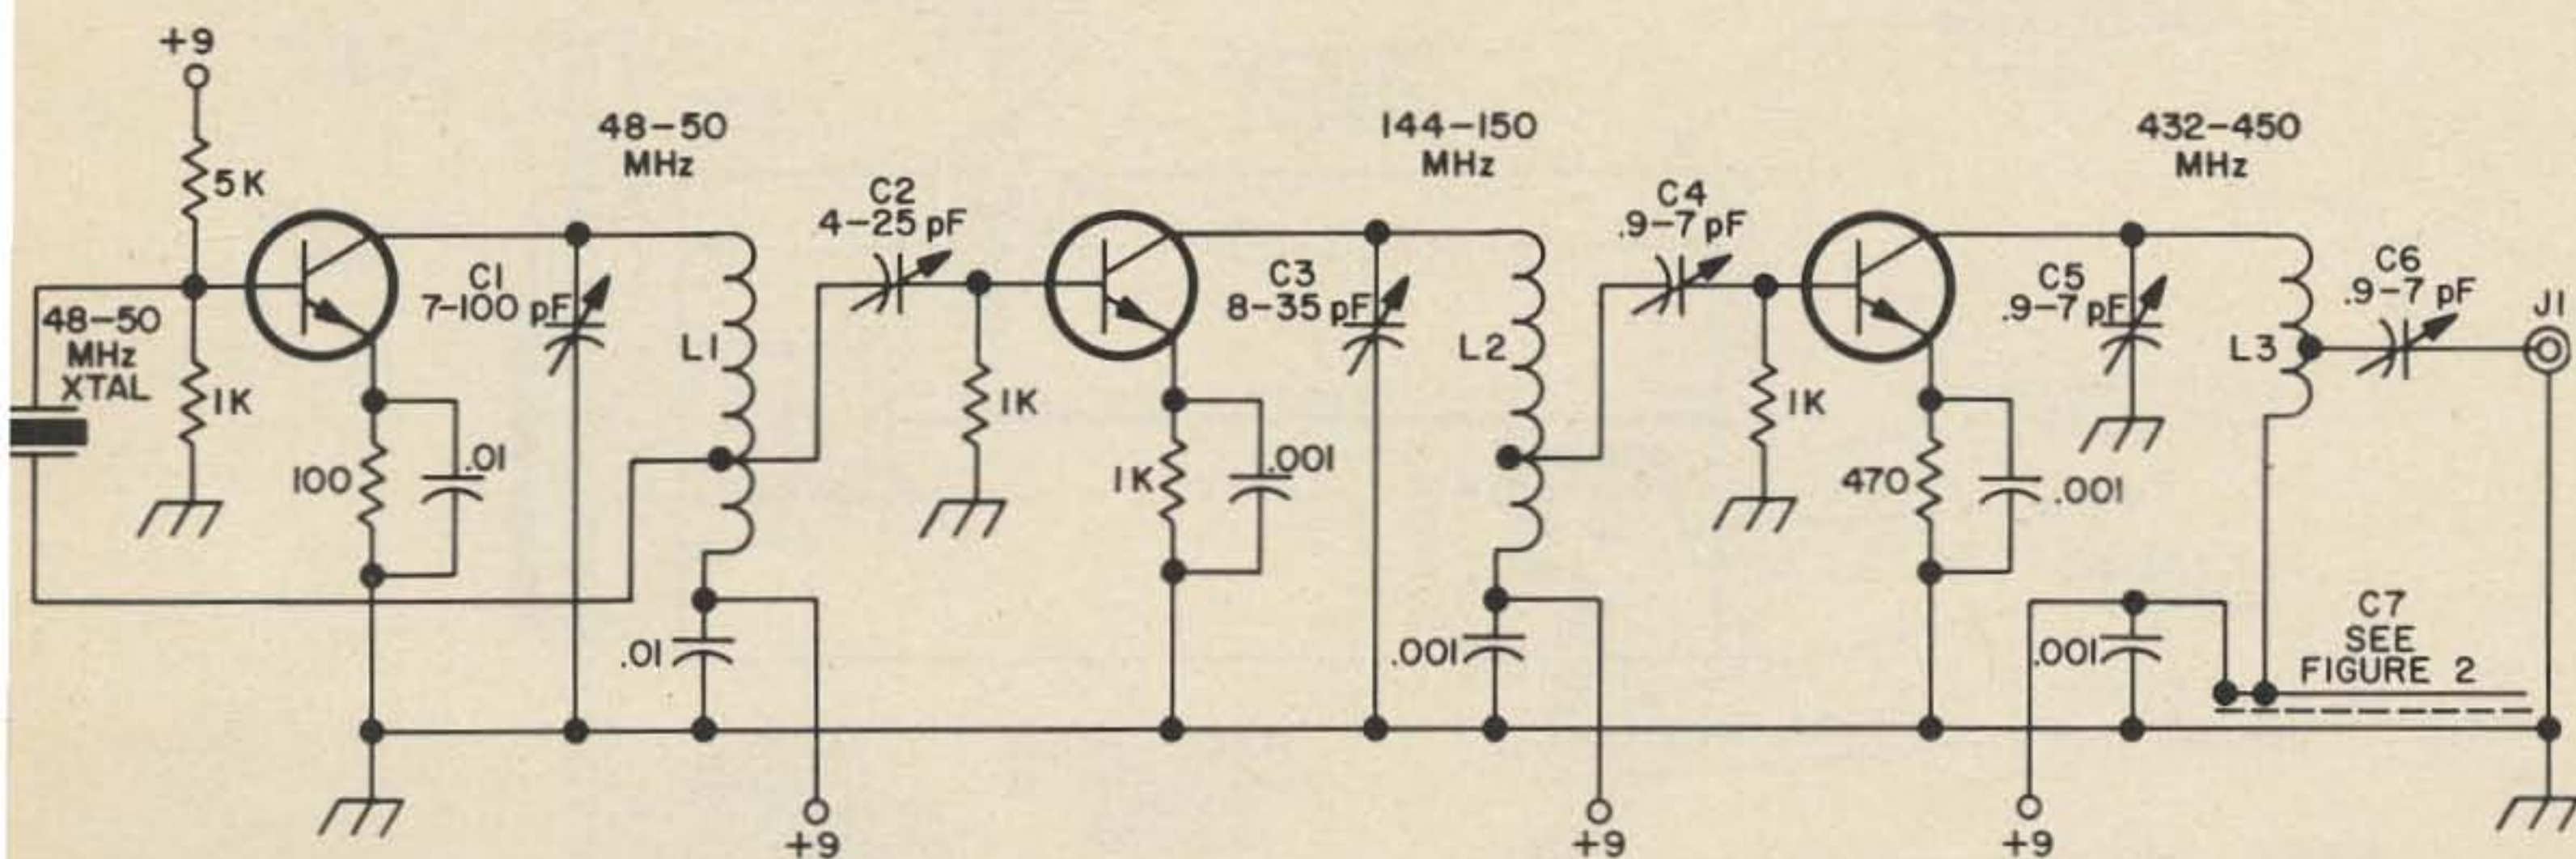 +9
5K
48-50
MHz
XTAL
1K
100
.01
48-50
MHz
C1
7-100 pF
L1
.01
+9
C2
4-25 pF
1K
1K
.001
144-150
MHz
C3
8-35 pF
L2
.001
+9
C4
.9-7 pF
1K
470
.001
432-450
MHz
C5
.9-7 pF
L3
C6
.9-7 pF
J1
.001
+9
C7
SEE
FIGURE 2